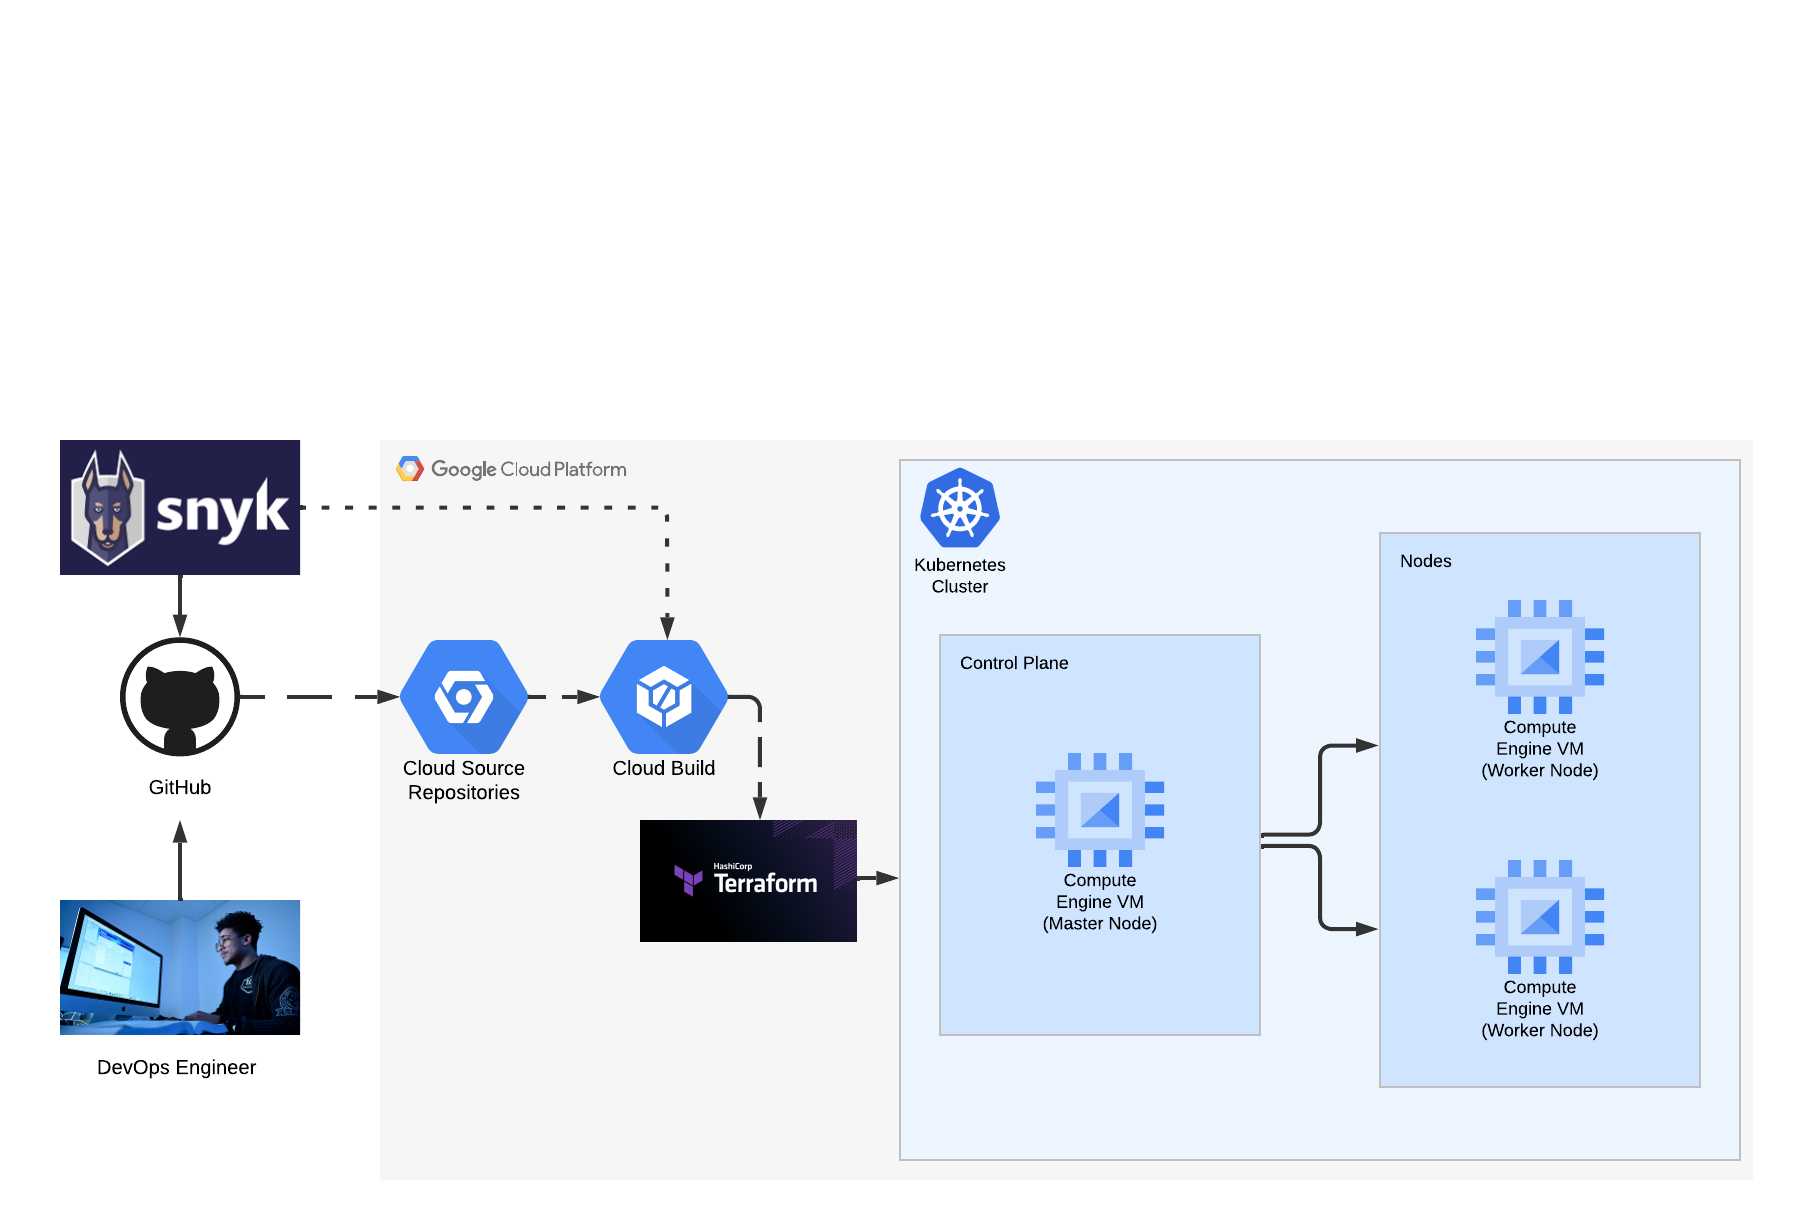 snyk
Google Cloud Platform
Kubernetes
Cluster
Nodes
Control Plane
Compute
Engine VM
(Worker Node)
Cloud Source
Repositories
Cloud Build
GitHub
HashiCorp
Terraform
Compute
Engine VM
(Master Node)
Compute
Engine VM
(Worker Node)
DevOps Engineer